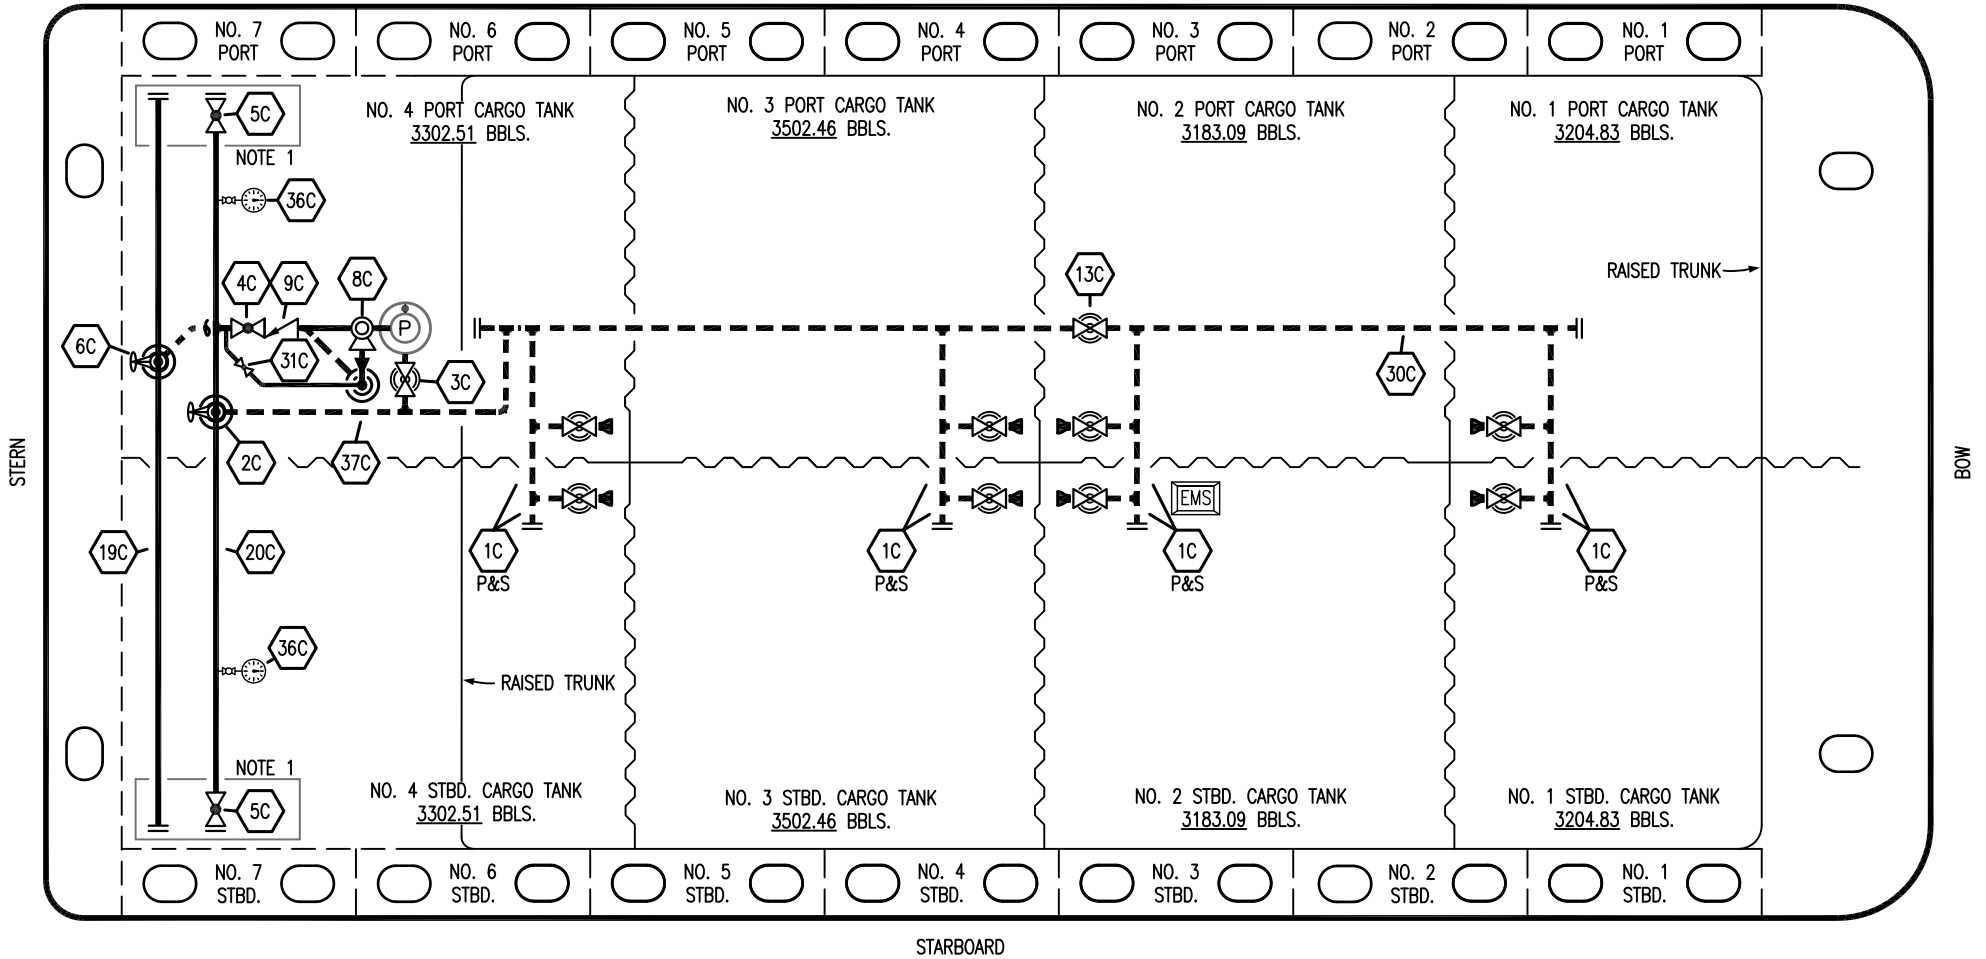 NO. 7
PORT
NO. 6
PORT
NO. 5
PORT
NO. 4
PORT
NO. 3
PORT
NO. 2
PORT
NO. 1
PORT
NO. 4 PORT CARGO TANK
3302.51 BBLS.
NO. 3 PORT CARGO TANK
3502.46 BBLS.
NO. 2 PORT CARGO TANK
3183.09 BBLS.
NO. 1 PORT CARGO TANK
3204.83 BBLS.
5C
NOTE 1
36C
4C
9C
8C
13C
RAISED TRUNK
P
6C
31C
3C
30C
2C
37C
STERN
BOW
EMS
19C
20C
1C
P&S
1C
P&S
1C
P&S
1C
P&S
36C
RAISED TRUNK
NOTE 1
5C
NO. 4 STBD. CARGO TANK
3302.51 BBLS.
NO. 3 STBD. CARGO TANK
3502.46 BBLS.
NO. 2 STBD. CARGO TANK
3183.09 BBLS.
NO. 1 STBD. CARGO TANK
3204.83 BBLS.
NO. 7
STBD.
NO. 6
STBD.
NO. 5
STBD.
NO. 4
STBD.
NO. 3
STBD.
NO. 2
STBD.
NO. 1
STBD.
STARBOARD